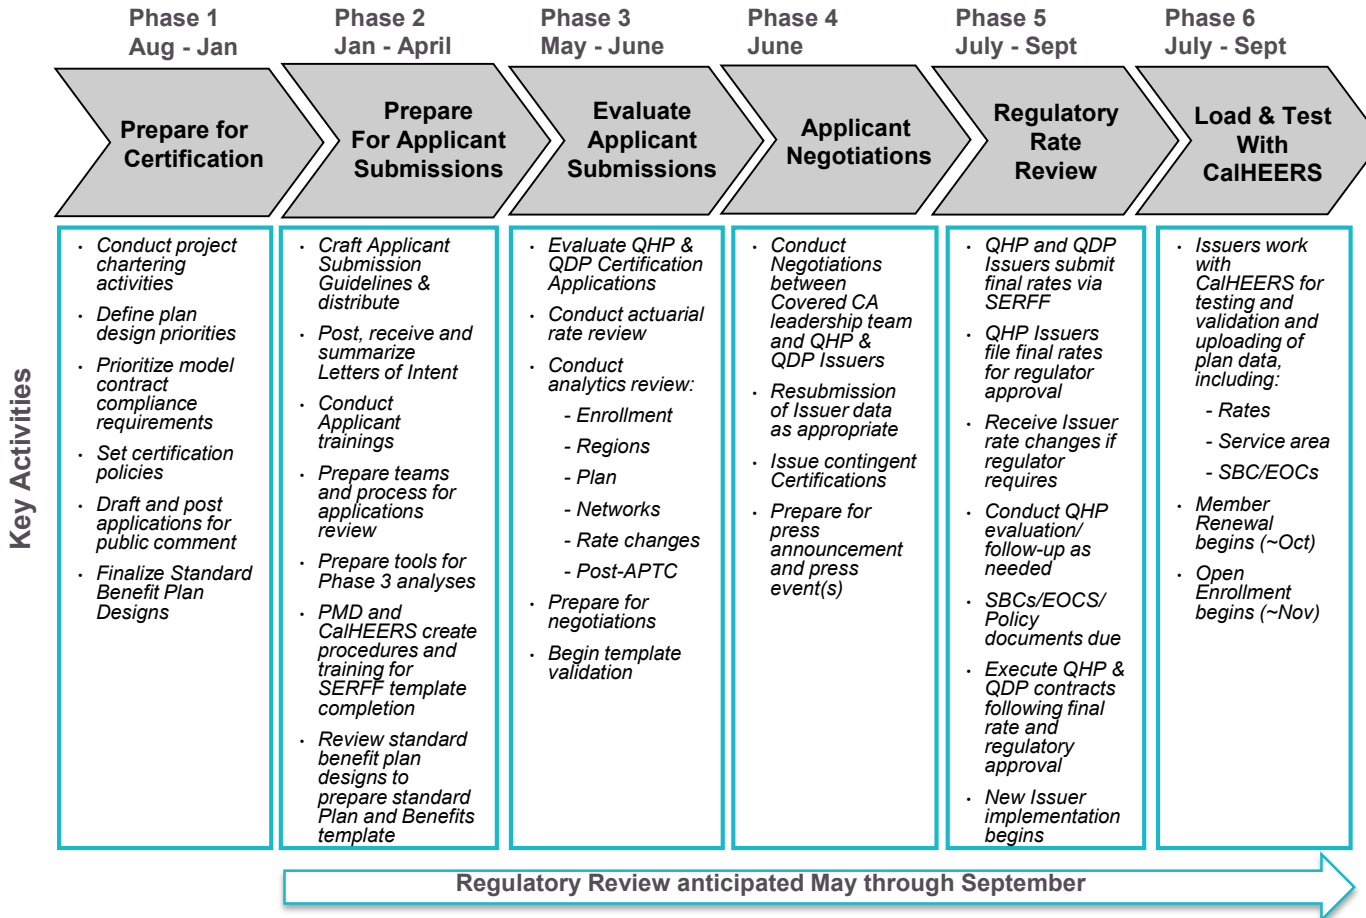 Phase 1
Aug - Jan
Phase 2
Jan - April
Phase 3
May - June
Phase 4
June
Phase 5
July - Sept
Phase 6
July - Sept
Prepare for
Certification
Prepare
For Applicant
Submissions
Evaluate
Applicant
Submissions
Applicant
Negotiations
Regulatory
Rate
Review
Load & Test
With
CalHEERS
Key Activities
• Conduct project
chartering
activities
• Define plan
design priorities
• Prioritize model
contract
compliance
requirements
• Set certification
policies
• Draft and post
applications for
public comment
• Finalize Standard
Benefit Plan
Designs
• Craft Applicant
Submission
Guidelines &
distribute
• Post, receive and
summarize
Letters of Intent
• Conduct
Applicant
trainings
• Prepare teams
and process for
applications
review
• Prepare tools for
Phase 3 analyses
• PMD and
CalHEERS create
procedures and
training for
SERFF template
completion
• Review standard
benefit plan
designs to
prepare standard
Plan and Benefits
template
• Evaluate QHP &
QDP Certification
Applications
• Conduct actuarial
rate review
• Conduct
analytics review:
- Enrollment
- Regions
- Plan
- Networks
- Rate changes
- Post-APTC
• Prepare for
negotiations
• Begin template
validation
• Conduct
Negotiations
between
Covered CA
leadership team
and QHP &
QDP Issuers
• Resubmission
of Issuer data
as appropriate
• Issue contingent
Certifications
• Prepare for
press
announcement
and press
event(s)
• QHP and QDP
Issuers submit
final rates via
SERFF
• QHP Issuers
file final rates
for regulator
approval
• Receive Issuer
rate changes if
regulator
requires
• Conduct QHP
evaluation/
follow-up as
needed
• SBCs/EOCS/
Policy
documents due
• Execute QHP &
QDP contracts
following final
rate and
regulatory
approval
• New Issuer
implementation
begins
• Issuers work
with
CalHEERS for
testing and
validation and
uploading of
plan data,
including:
- Rates
- Service area
- SBC/EOCs
• Member
Renewal
begins (~Oct)
• Open
Enrollment
begins (~Nov)
Regulatory Review anticipated May through September